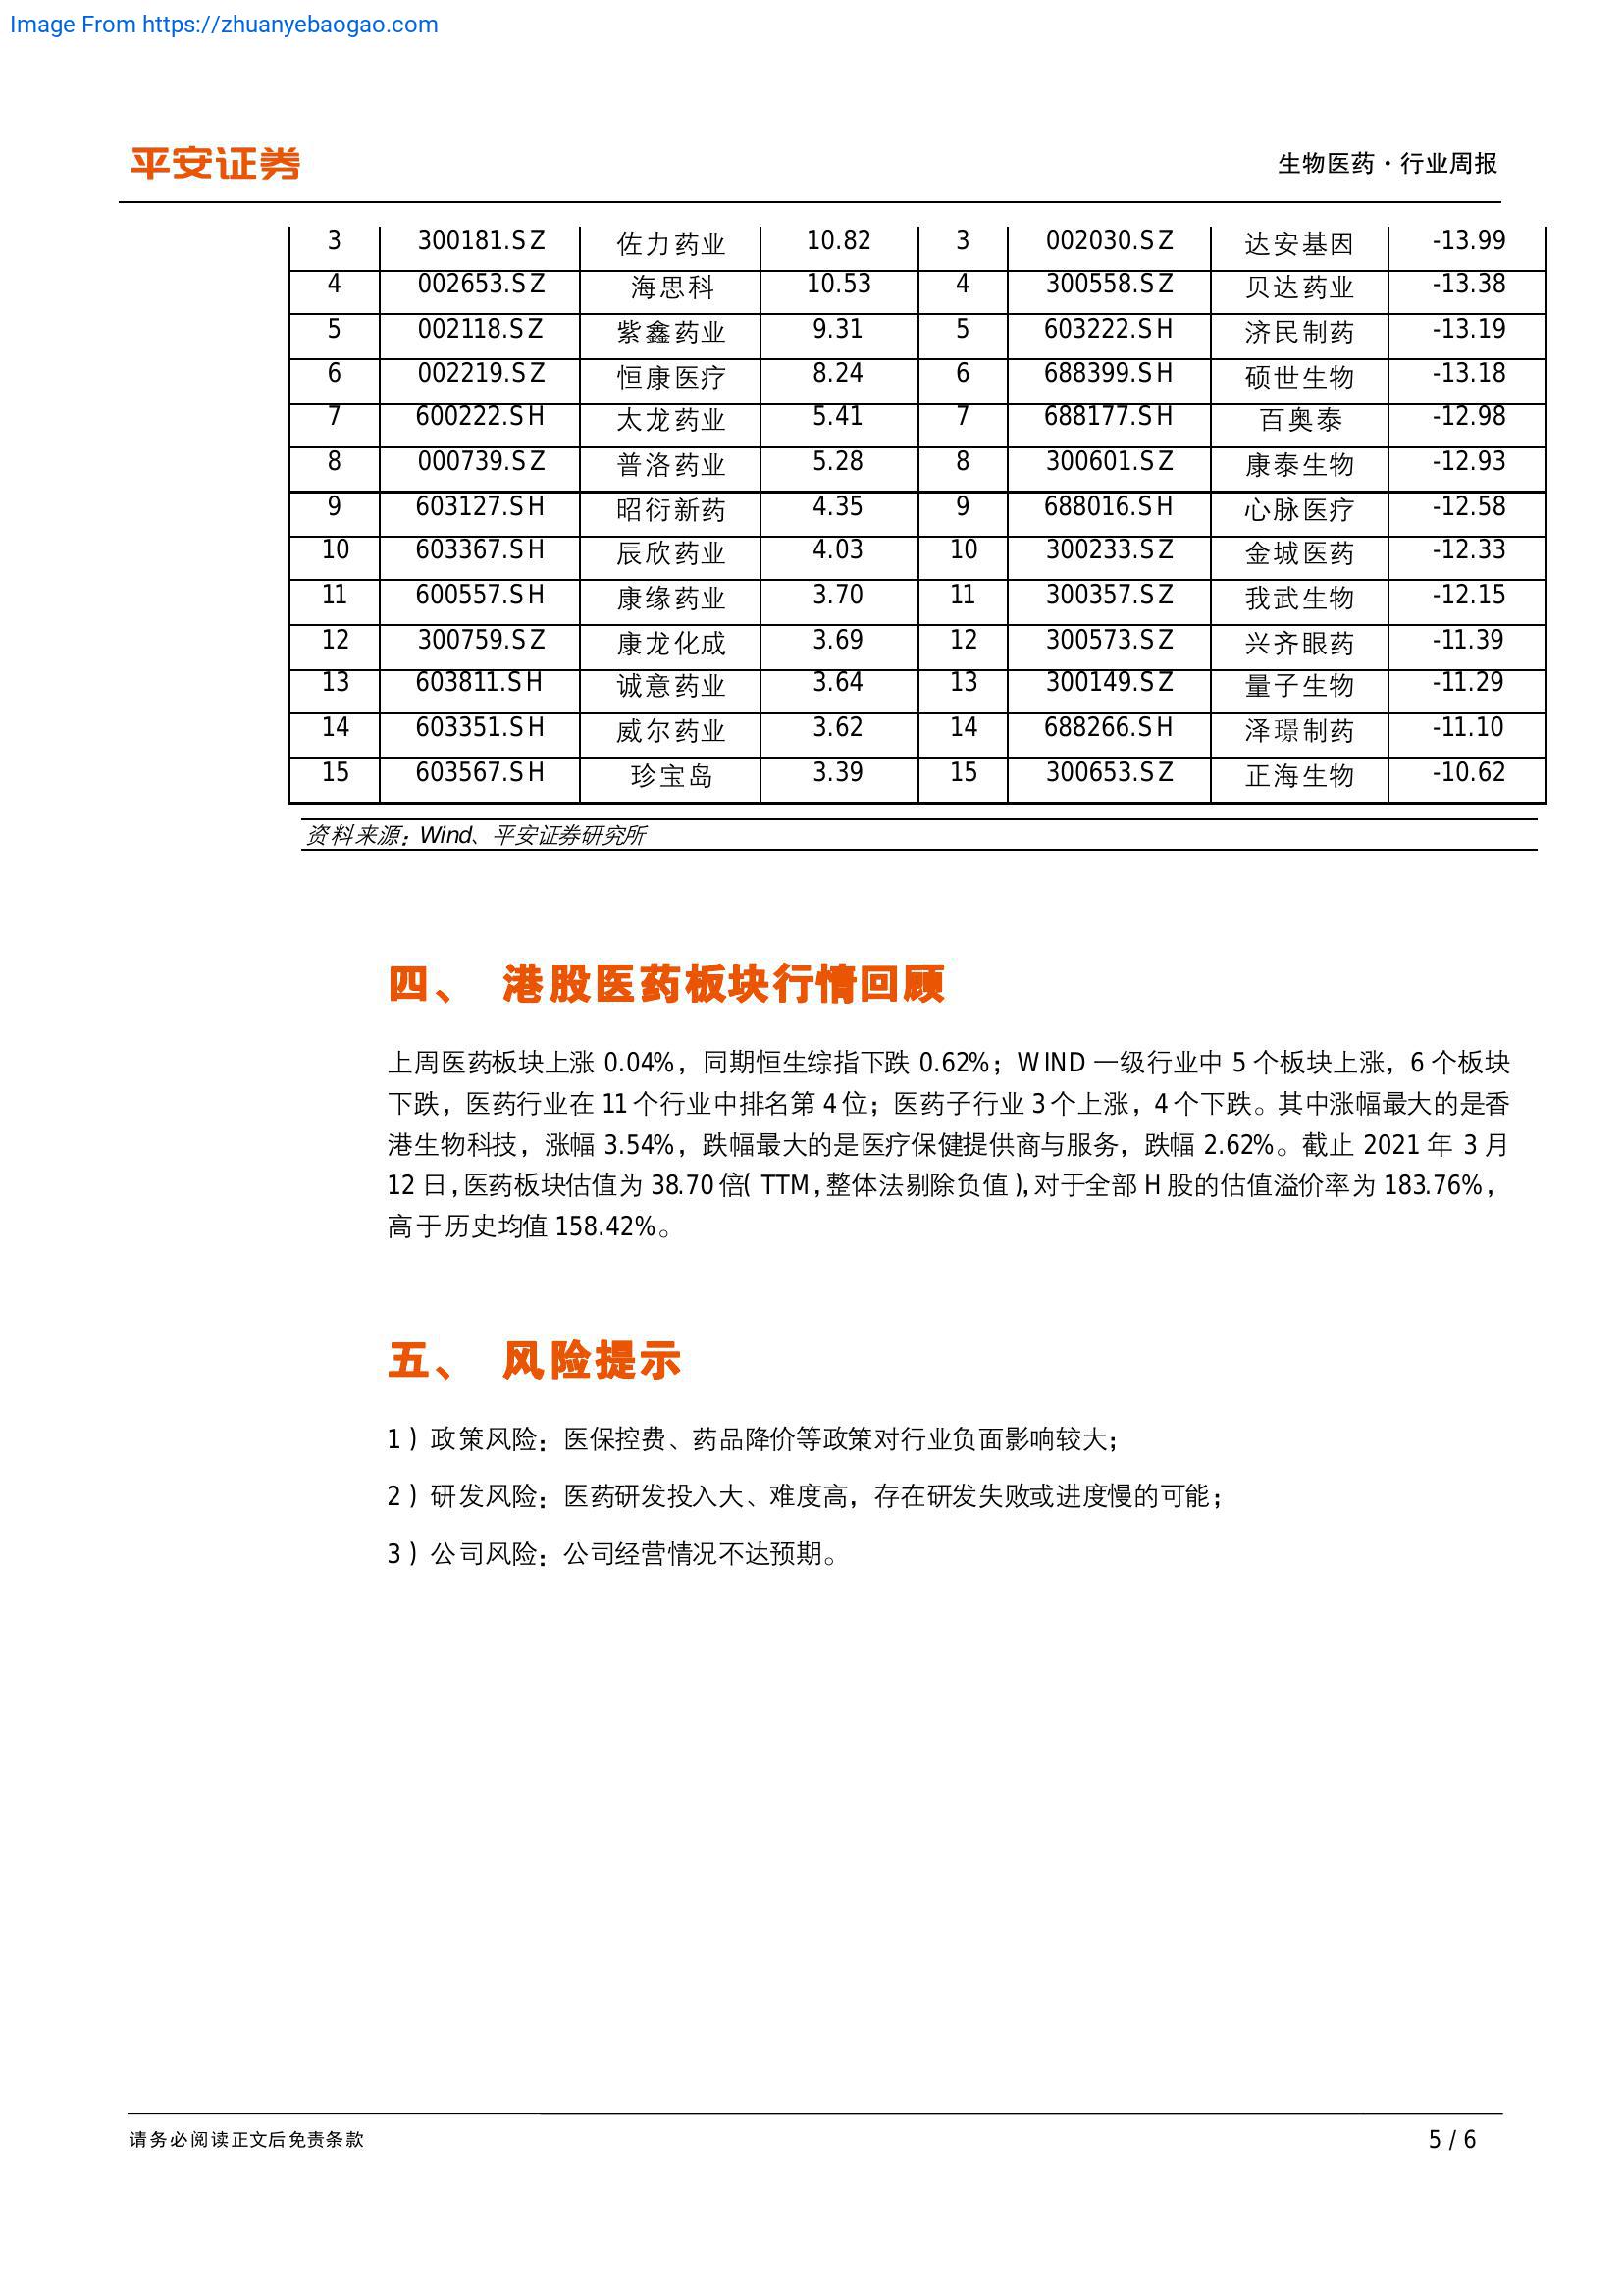 Image From https://zhuanyebaogao.com
平安证券
生物医药·行业周报
3 300181.SZ 佐力药业 10.82 3 002030.SZ 达安基因 -13.99
4 002653.SZ 海思科 10.53 4 300558.SZ 贝达药业 -13.38
5 002118.SZ 紫鑫药业 9.31 5 603222.SH 济民制药 -13.19
6 002219.SZ 恒康医疗 8.24 6 688399.SH 硕世生物 -13.18
7 600222.SH 太龙药业 5.41 7 688177.SH 百奥泰 -12.98
8 000739.SZ 普洛药业 5.28 8 300601.SZ 康泰生物 -12.93
9 603127.SH 昭衍新药 4.35 9 688016.SH 心脉医疗 -12.58
10 603367.SH 辰欣药业 4.03 10 300233.SZ 金城医药 -12.33
11 600557.SH 康缘药业 3.70 11 300357.SZ 我武生物 -12.15
12 300759.SZ 康龙化成 3.69 12 300573.SZ 兴齐眼药 -11.39
13 603811.SH 诚意药业 3.64 13 300149.SZ 量子生物 -11.29
14 603351.SH 威尔药业 3.62 14 688266.SH 泽璟制药 -11.10
15 603567.SH 珍宝岛 3.39 15 300653.SZ 正海生物 -10.62
资料来源：Wind、平安证券研究所
四、 港股医药板块行情回顾
上周医药板块上涨 0.04%，同期恒生综指下跌 0.62%；WIND 一级行业中 5 个板块上涨，6 个板块
下跌，医药行业在 11 个行业中排名第 4 位；医药子行业 3 个上涨，4 个下跌。其中涨幅最大的是香
港生物科技，涨幅 3.54%，跌幅最大的是医疗保健提供商与服务，跌幅 2.62%。截止 2021 年 3 月
12 日，医药板块估值为 38.70 倍（TTM，整体法剔除负值），对于全部 H 股的估值溢价率为 183.76%，
高于历史均值 158.42%。
五、 风险提示
1）政策风险：医保控费、药品降价等政策对行业负面影响较大；
2）研发风险：医药研发投入大、难度高，存在研发失败或进度慢的可能；
3）公司风险：公司经营情况不达预期。
请务必阅读正文后免责条款
5 / 6